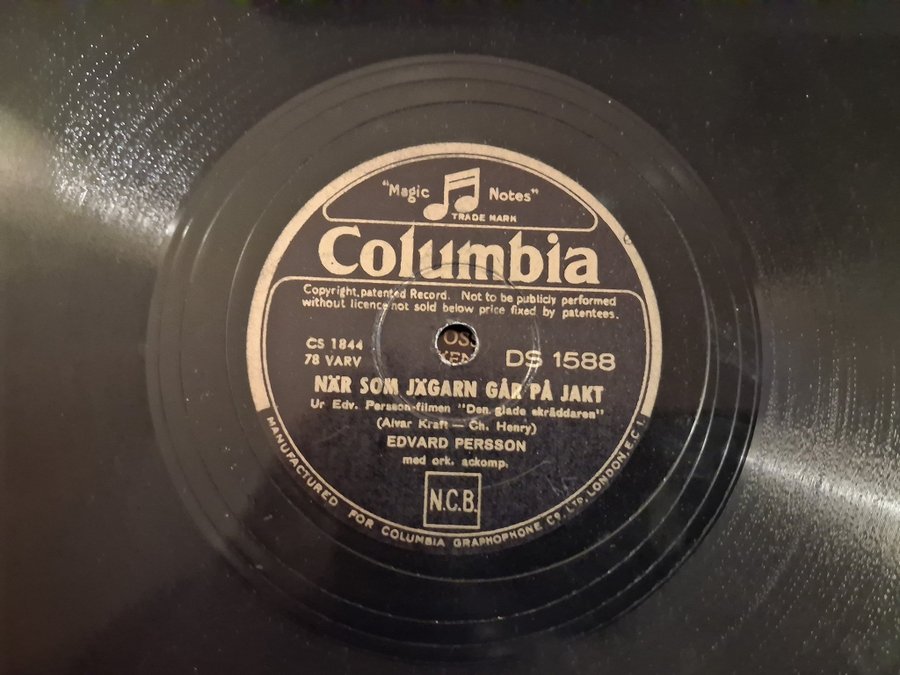 "Magic Notes"
TRADE MARK
Columbia
Copyright, patented Record. Not to be publicly performed
without licence not sold below price fixed by patentees.
OS
KEN
CS 1844
78 VARV
DS 1588
NÄR SOM JÄGARN GÅR PÅ JAKT
Ur Edv. Persson-filmen "Den glade skräddaren"
(Alvar Kraft — Ch. Henry)
EDVARD PERSSON
med ork. ackomp.
N.C.B.
MANUFACTURED FOR COLUMBIA GRAPHOPHONE CO. LTD. LONDON, E.C.1.